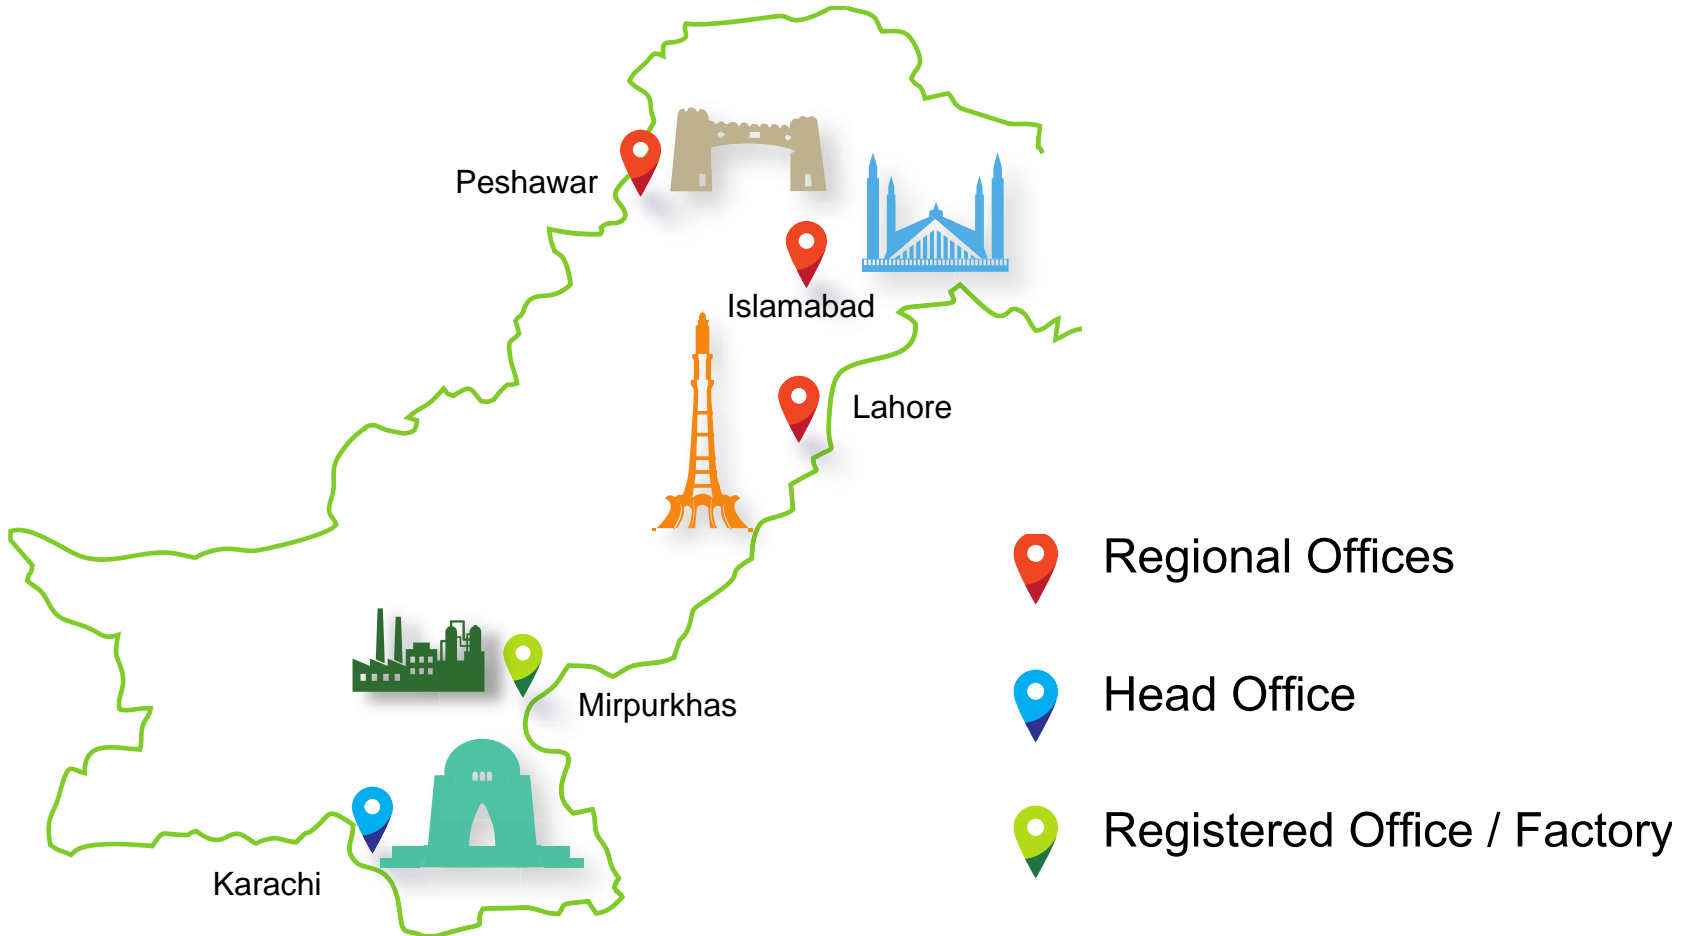 Peshawar
Islamabad
Lahore
Mirpurkhas
Karachi
Regional Offices
Head Office
Registered Office / Factory